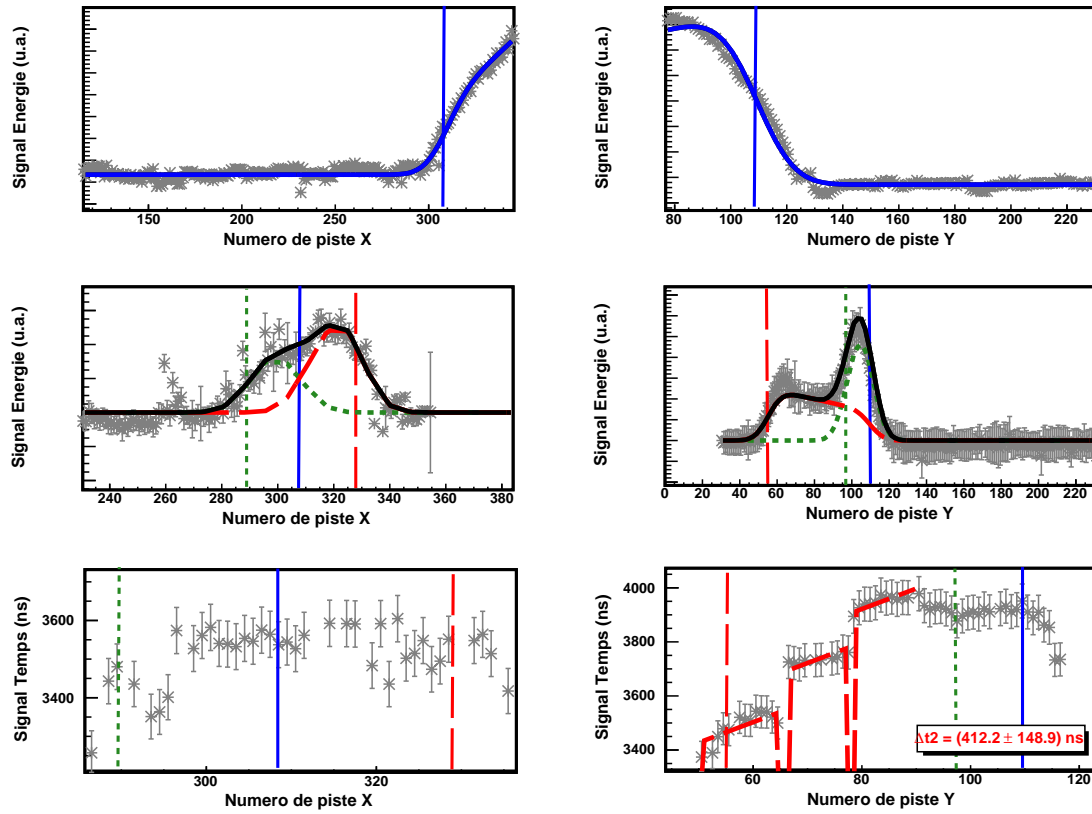 Signal Energie (u.a.)
150 200 250 300
Numero de piste X
Signal Energie (u.a.)
80 100 120 140 160 180 200 220
Numero de piste Y
Signal Energie (u.a.)
240 260 280 300 320 340 360 380
Numero de piste X
Signal Energie (u.a.)
0 20 40 60 80 100 120 140 160 180 200 220
Numero de piste Y
Signal Temps (ns)
3600
3400
300 320
Numero de piste X
Signal Temps (ns)
4000
3800
3600
3400
Δt2 = (412.2 ± 148.9) ns
60 80 100 120
Numero de piste Y